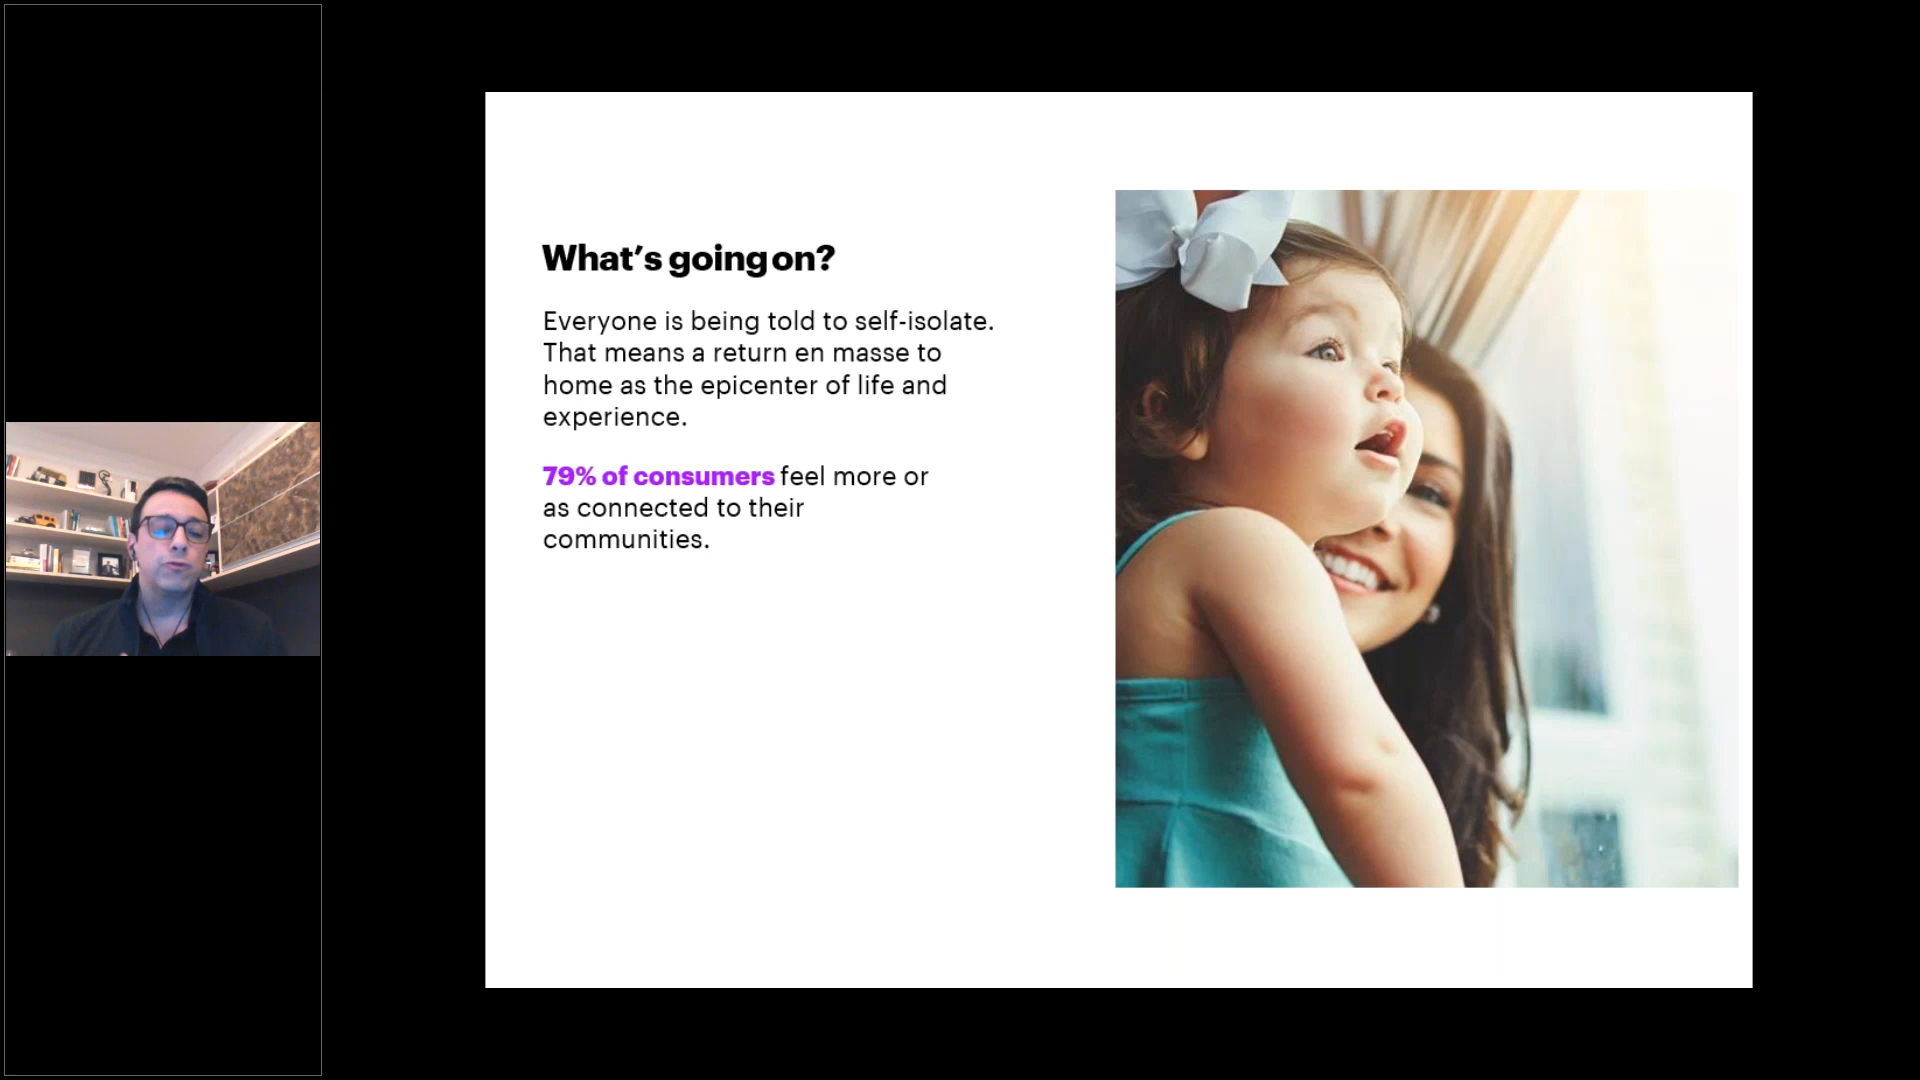 What's going on?
Everyone is being told to self-isolate.
That means a return en masse to
home as the epicenter of life and
experience.
79% of consumers feel more or
as connected to their
communities.